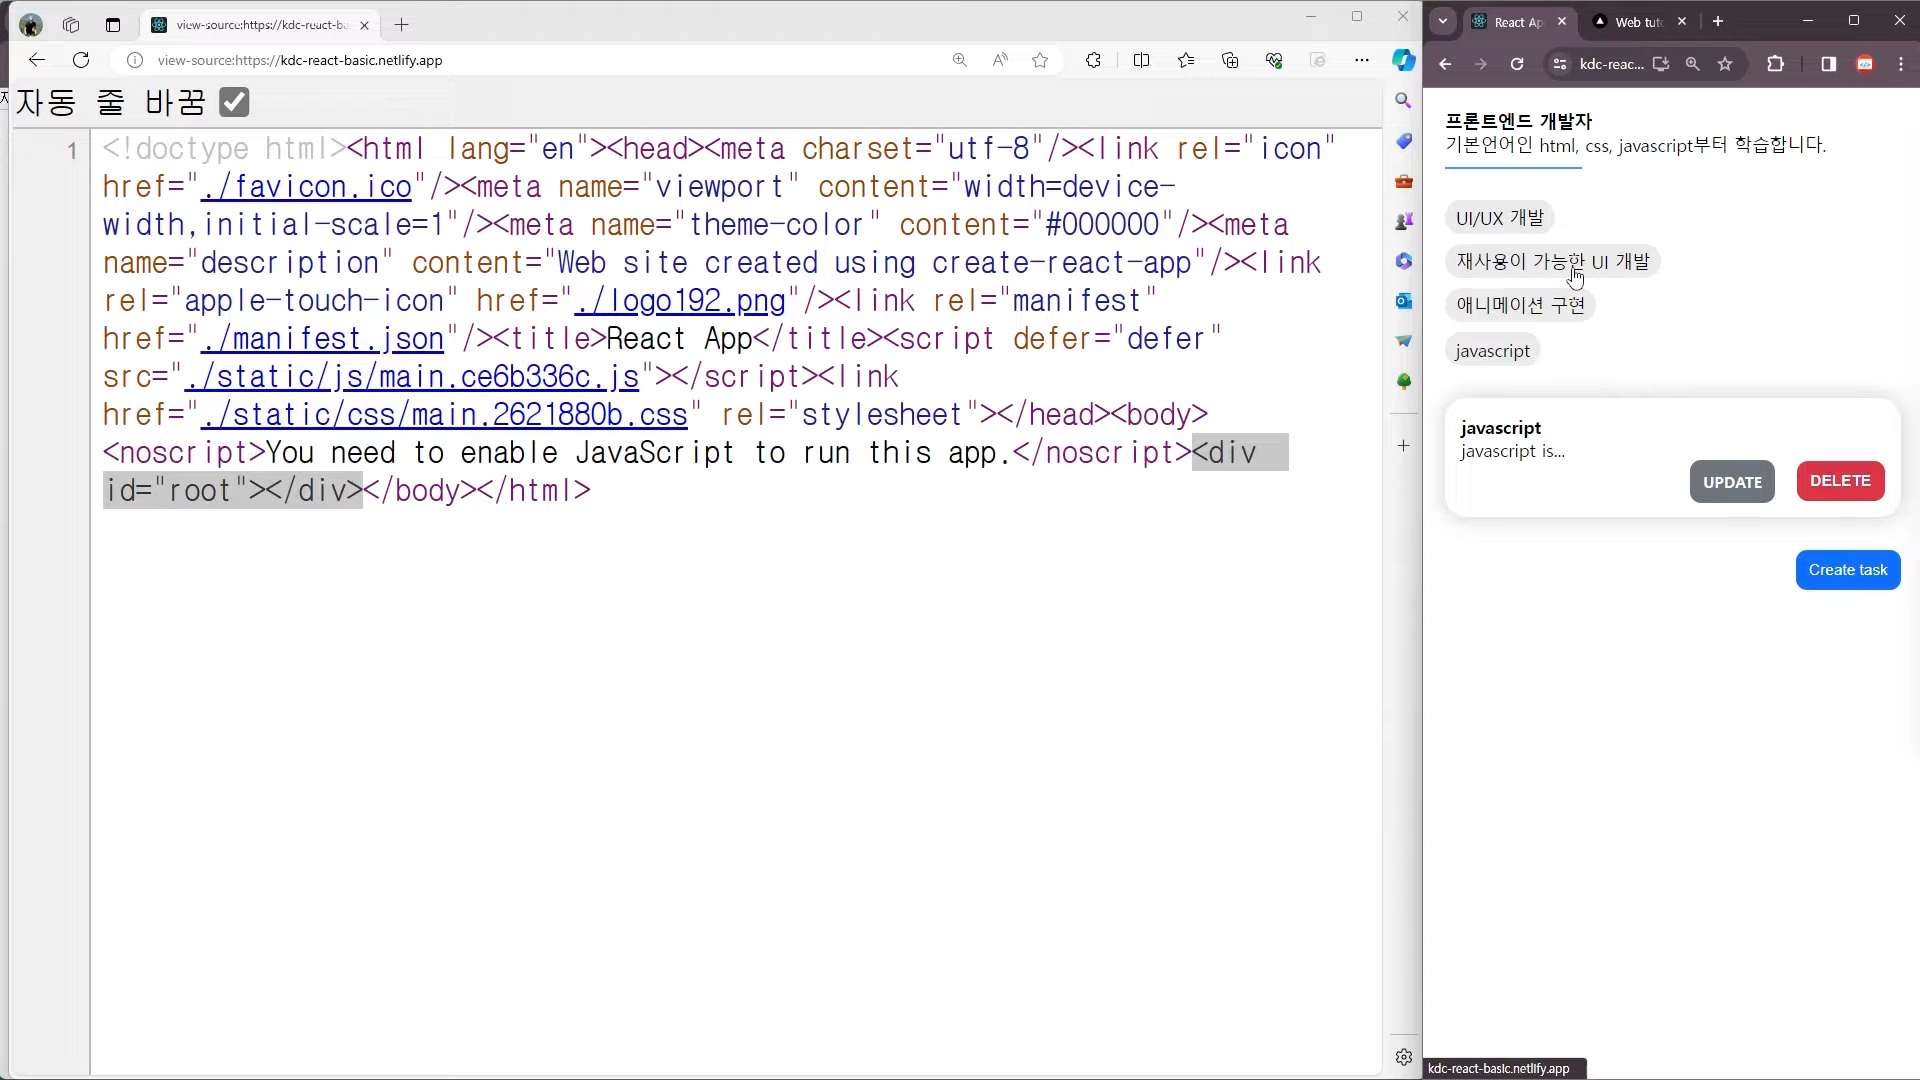 view-source:https://kdc-react-ba
view-source:https://kdc-react-basic.netlify.app
자동 줄 바꿈
1
<!doctype html><html lang="en"><head><meta charset="utf-8"/><link rel="icon"
href="./favicon.ico"/><meta name="viewport" content="width=device-
width,initial-scale=1"/><meta name="theme-color" content="#000000"/><meta
name="description" content="Web site created using create-react-app"/><link
rel="apple-touch-icon" href="./logo192.png"/><link rel="manifest"
href="./manifest.json"/><title>React App</title><script defer="defer"
src="./static/js/main.ce6b336c.js"></script><link
href="./static/css/main.2621880b.css" rel="stylesheet"></head><body>
<noscript>You need to enable JavaScript to run this app.</noscript><div
id="root"></div></body></html>
React Ap
Web tut
kdc-reac...
프론트엔드 개발자
기본언어인 html, css, javascript부터 학습합니다.
UI/UX 개발
재사용이 가능한 UI 개발
애니메이션 구현
javascript
javascript
javascript is...
UPDATE
DELETE
Create task
kdc-react-basic.netlify.app